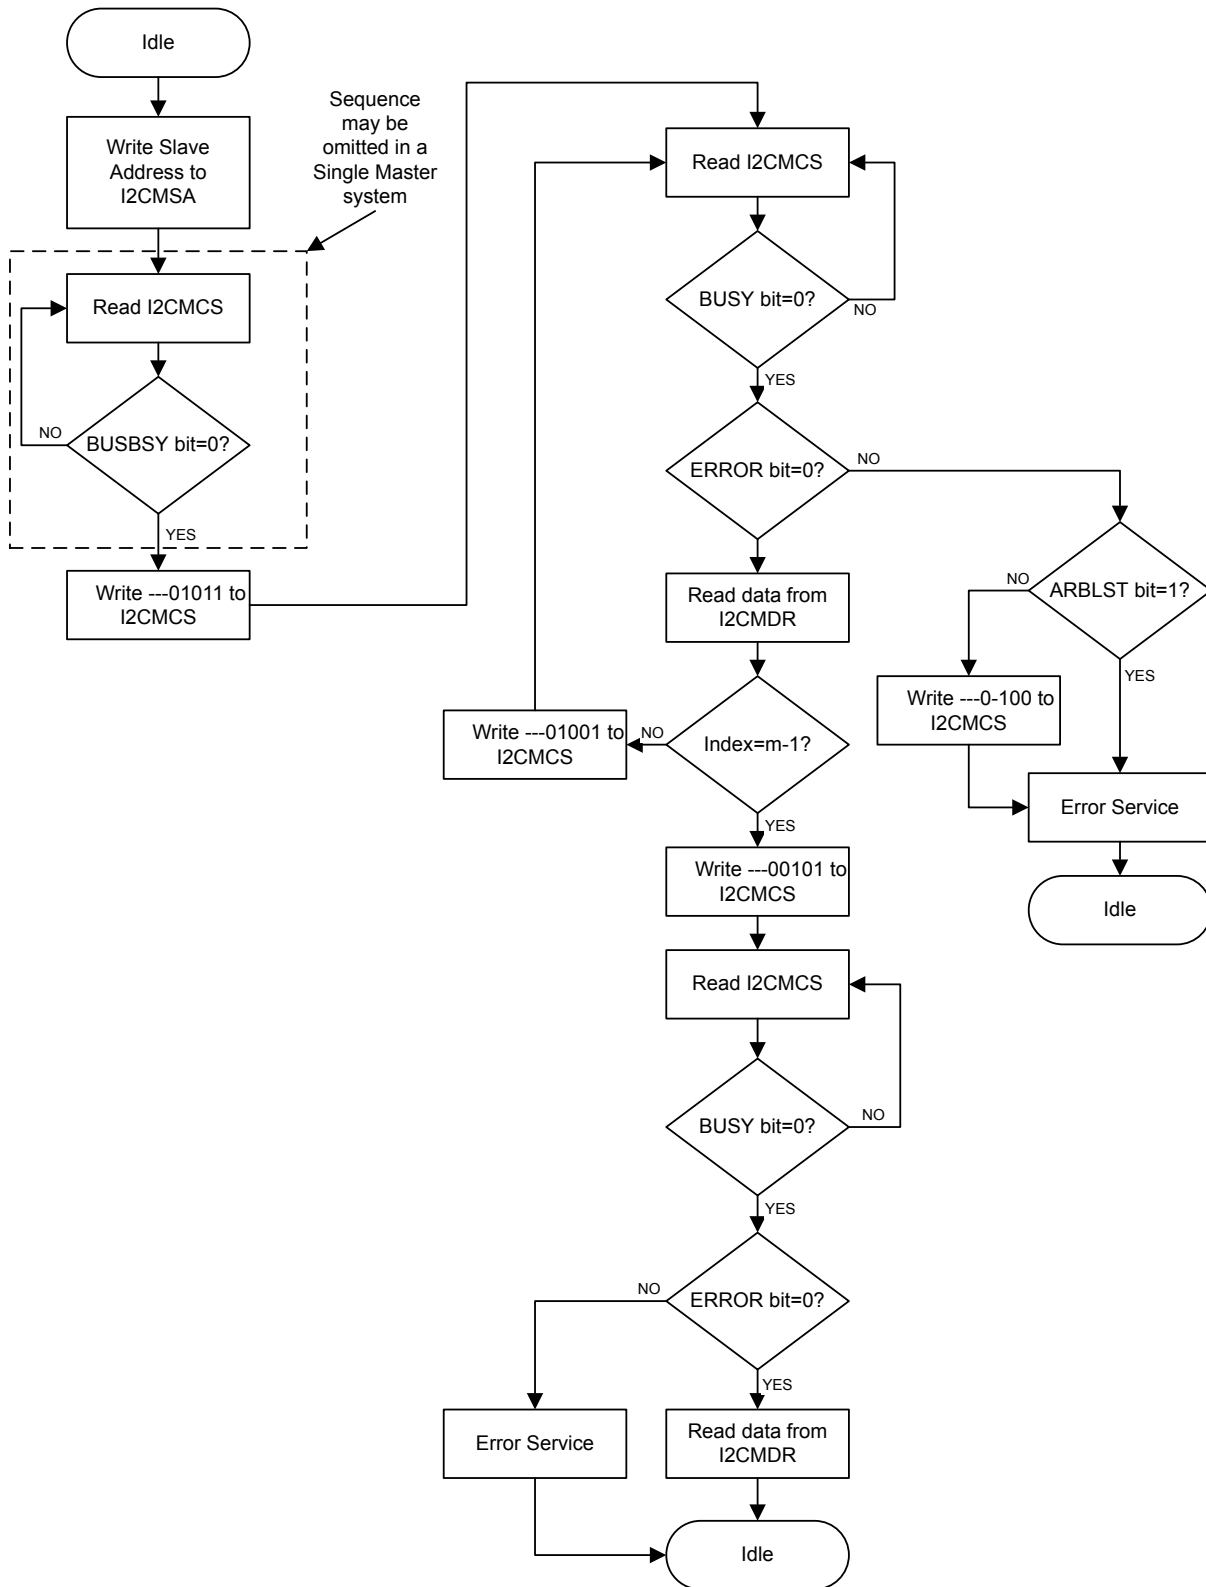 Idle
Write Slave
Address to
I2CMSA
Sequence
may be
omitted in a
Single Master
system
Read I2CMCS
BUSBSY bit=0?
NO
YES
Write ---01011 to
I2CMCS
Read I2CMCS
BUSY bit=0?
NO
YES
ERROR bit=0?
NO
Read data from
I2CMDR
ARBLST bit=1?
NO
YES
Write ---0-100 to
I2CMCS
Error Service
Idle
Index=m-1?
NO
Write ---01001 to
I2CMCS
YES
Write ---00101 to
I2CMCS
Read I2CMCS
BUSY bit=0?
NO
YES
ERROR bit=0?
NO
YES
Error Service
Read data from
I2CMDR
Idle